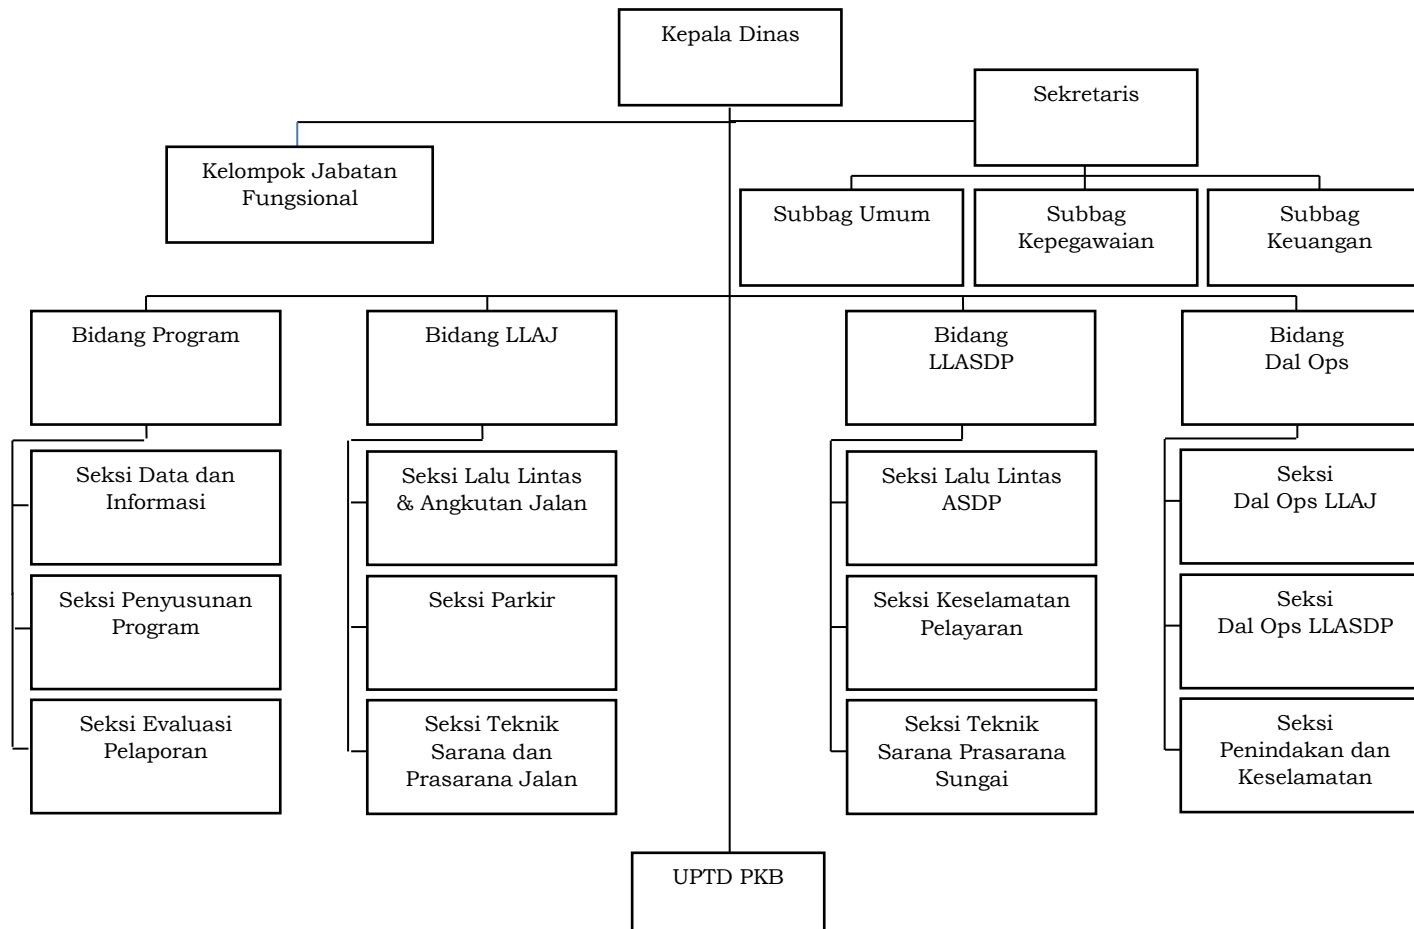 Kepala Dinas
Sekretaris
Kelompok Jabatan
Fungsional
Subbag Umum
Subbag
Kepegawaian
Subbag
Keuangan
Bidang Program
Bidang LLAJ
Bidang
LLASDP
Bidang
Dal Ops
Seksi Data dan
Informasi
Seksi Penyusunan
Program
Seksi Evaluasi
Pelaporan
Seksi Lalu Lintas
& Angkutan Jalan
Seksi Parkir
Seksi Teknik
Sarana dan
Prasarana Jalan
Seksi Lalu Lintas
ASDP
Seksi Keselamatan
Pelayaran
Seksi Teknik
Sarana Prasarana
Sungai
Seksi
Dal Ops LLAJ
Seksi
Dal Ops LLASDP
Seksi
Penindakan dan
Keselamatan
UPTD PKB